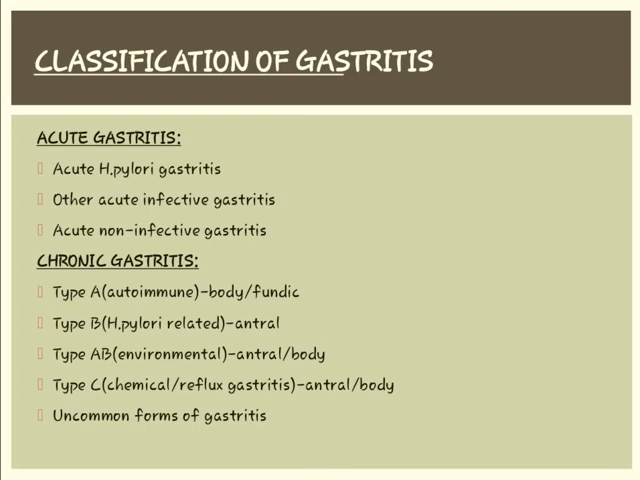 CLASSIFICATION OF GASTRITIS
ACUTE GASTRITIS:
Acute H.pylori gastritis
Other acute infective gastritis
Acute non-infective gastritis
CHRONIC GASTRITIS:
Type A(autoimmune)-body/fundic
Type B(H.pylori related)-antral
Type AB(environmental)-antral/body
Type C(chemical/reflux gastritis)-antral/body
Uncommon forms of gastritis